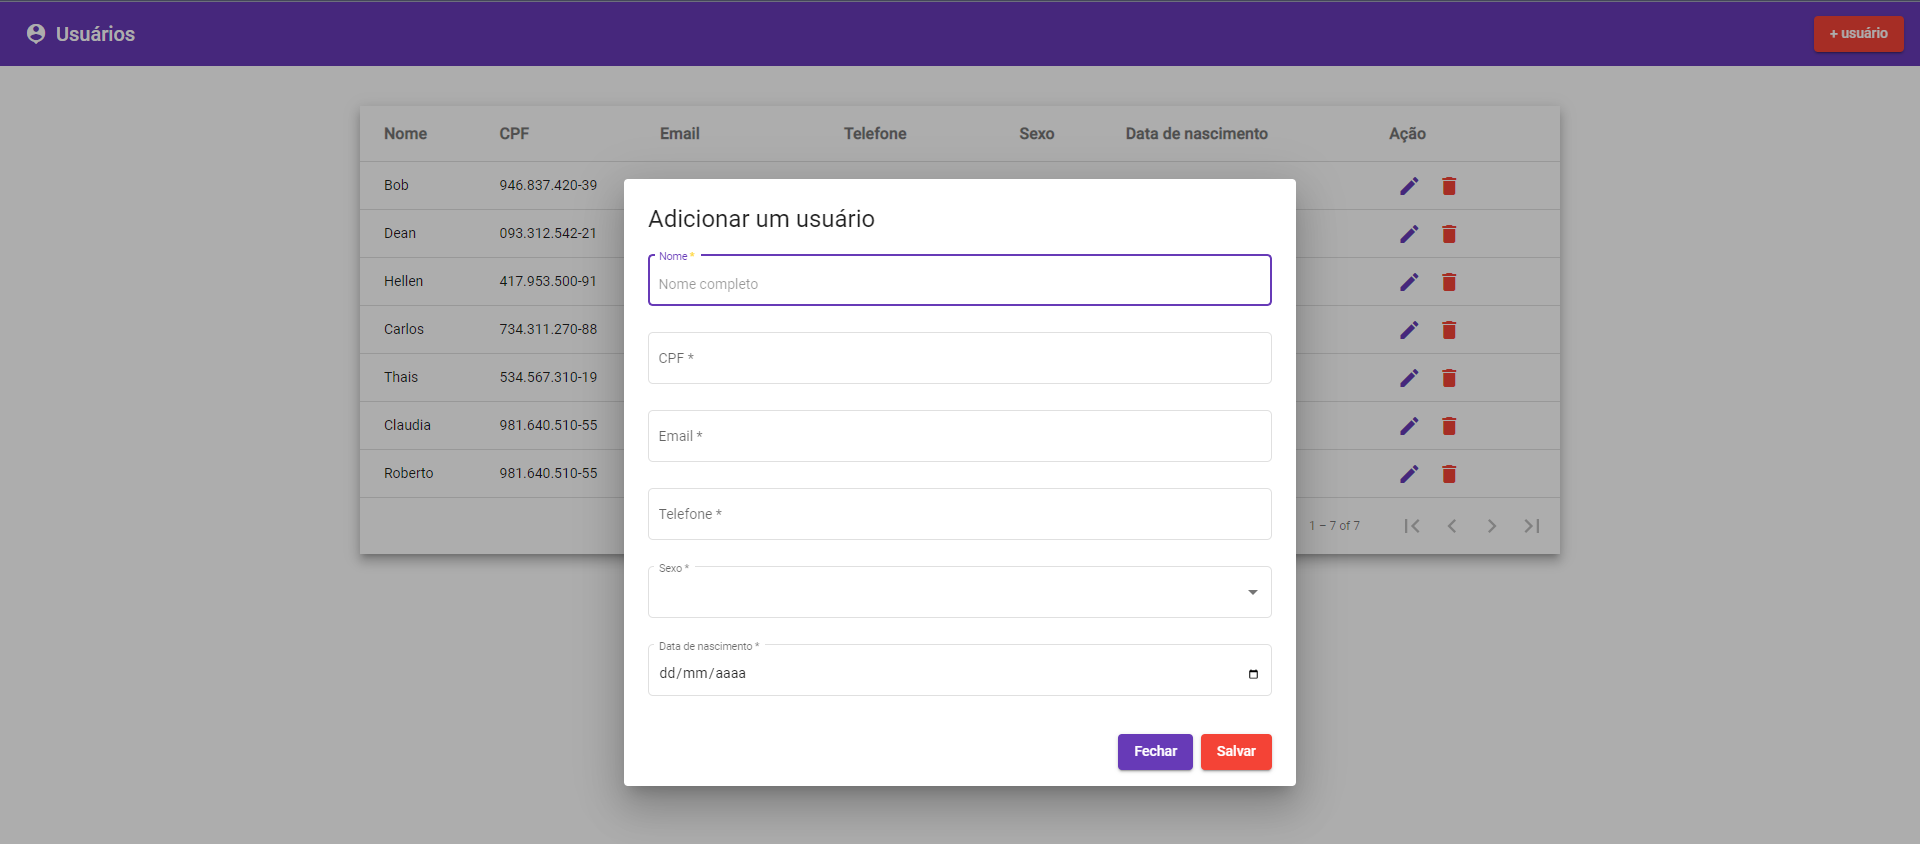 Usuários
+ usuário
Nome CPF Email Telefone Sexo Data de nascimento Ação
Bob 946.837.420-39
Dean 093.312.542-21
Hellen 417.953.500-91
Carlos 734.311.270-88
Thais 534.567.310-19
Claudia 981.640.510-55
Roberto 981.640.510-55
1 – 7 of 7
Adicionar um usuário
Nome *
Nome completo
CPF *
Email *
Telefone *
Sexo *
Data de nascimento *
dd/mm/aaaa
Fechar Salvar